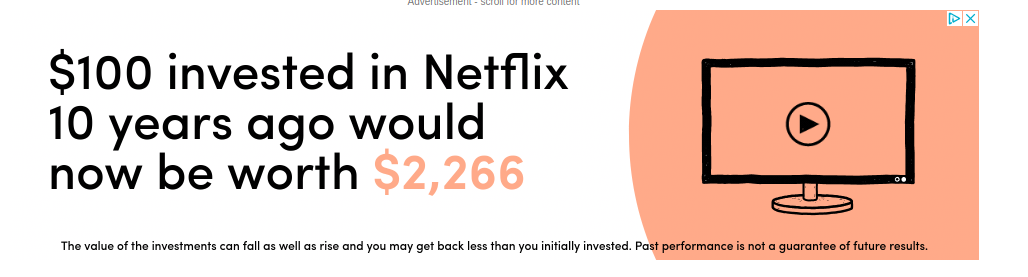 Advertisement - scroll for more content
$100 invested in Netflix
10 years ago would
now be worth $2,266
The value of the investments can fall as well as rise and you may get back less than you initially invested. Past performance is not a guarantee of future results.